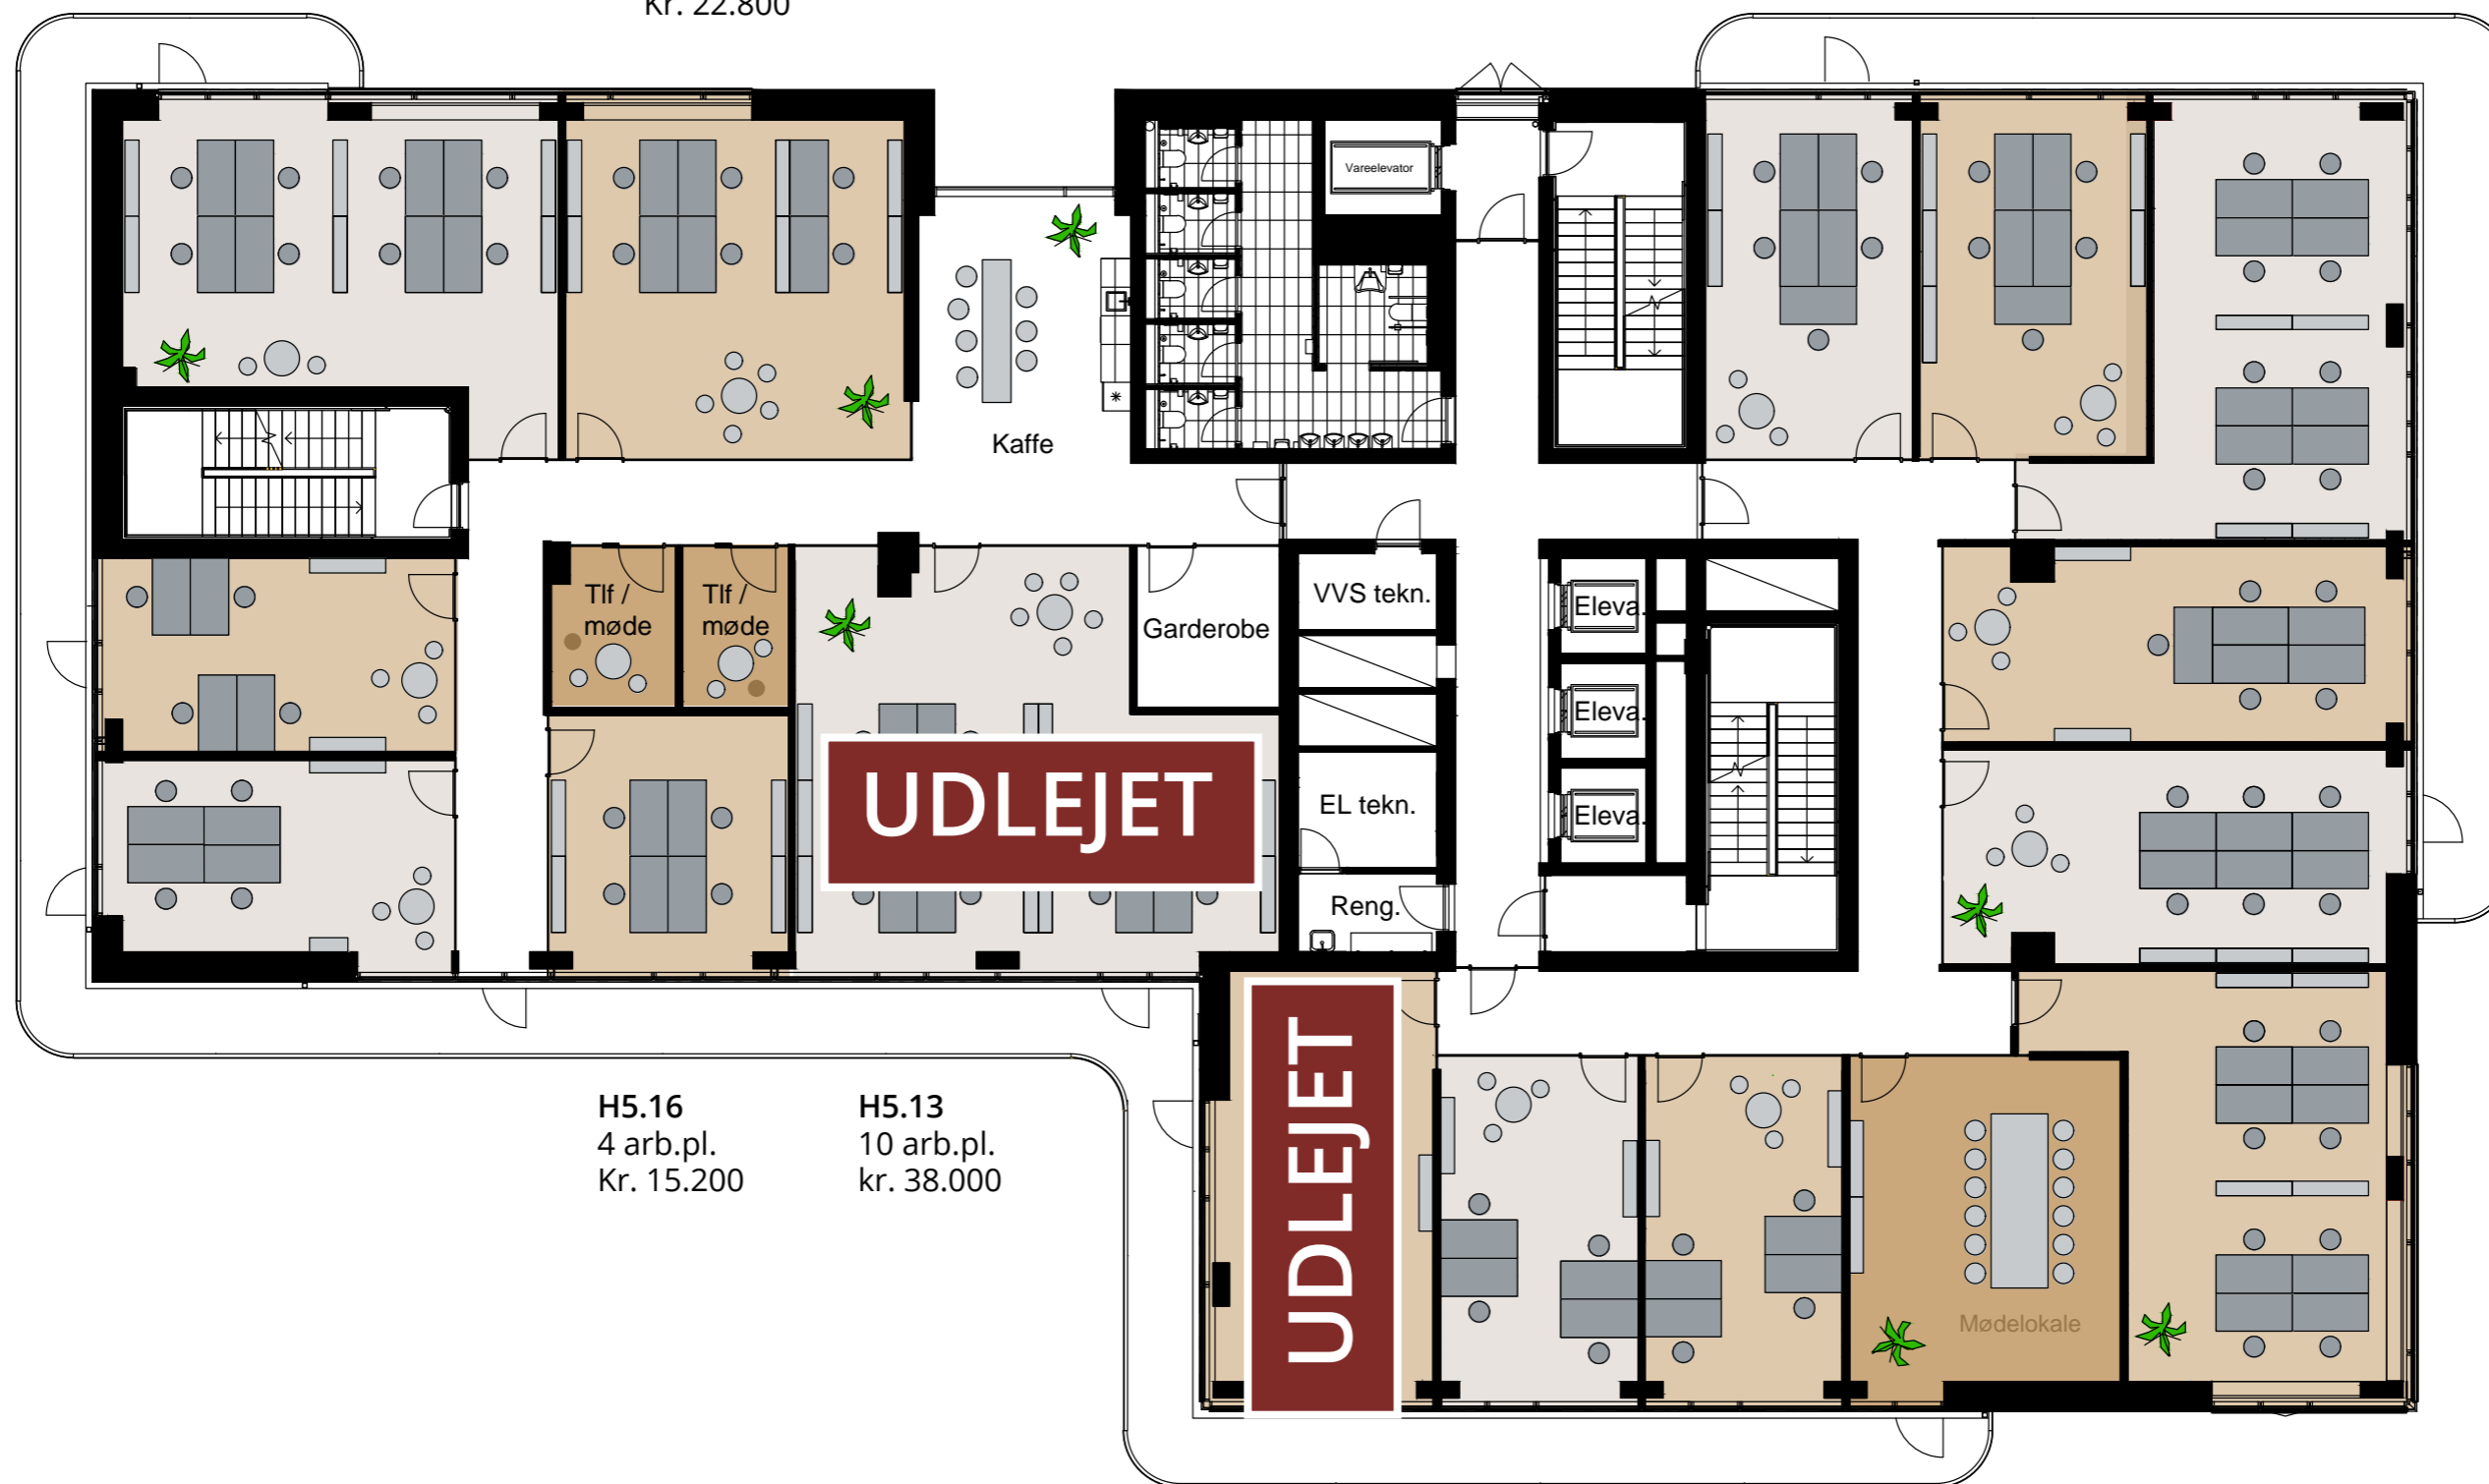 Kr. 22.800
Vareelevator
Kaffe
Tlf /
møde
Tlf /
møde
Garderobe
VVS tekn.
Eleva.
Eleva.
Eleva.
EL tekn.
Reng.
UDLEJET
UDLEJET
Mødelokale
H5.16
4 arb.pl.
Kr. 15.200
H5.13
10 arb.pl.
kr. 38.000